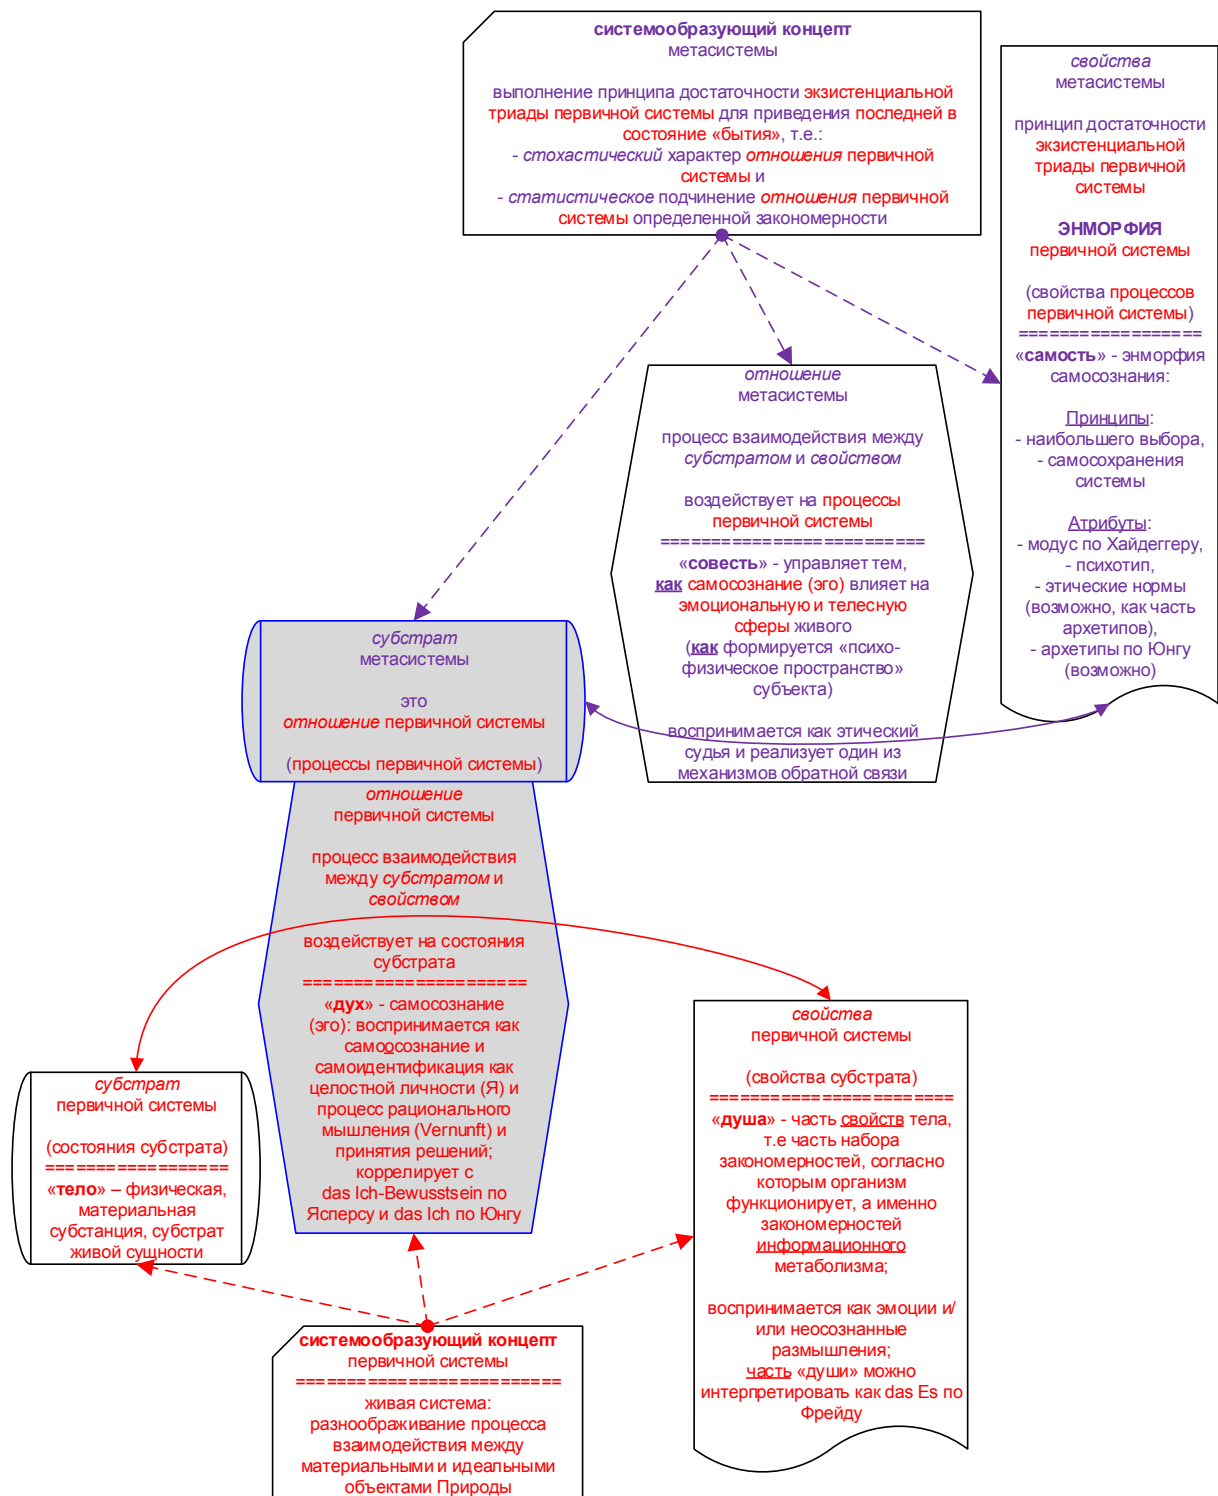 системообразующий концепт
метасистемы
выполнение принципа достаточности экзистенциальной
триады первичной системы для приведения последней в
состояние «бытия», т.е.:
- стохастический характер отношения первичной
системы и
- статистическое подчинение отношения первичной
системы определенной закономерности
свойства
метасистемы
принцип достаточности
экзистенциальной
триады первичной
системы
ЭНМОРФИЯ
первичной системы
(свойства процессов
первичной системы)
==================
«самость» - энморфия
самосознания:
Принципы:
- наибольшего выбора,
- самосохранения
системы
Атрибуты:
- модус по Хайдеггеру,
- психотип,
- этические нормы
(возможно, как часть
архетипов),
- архетипы по Юнгу
(возможно)
отношение
метасистемы
процесс взаимодействия между
субстратом и свойством
воздействует на процессы
первичной системы
==========================
«совесть» - управляет тем,
как самосознание (эго) влияет на
эмоциональную и телесную
сферы живого
(как формируется «психо-
физическое пространство»
субъекта)
воспринимается как этический
судья и реализует один из
механизмов обратной связи
субстрат
метасистемы
это
отношение первичной системы
(процессы первичной системы)
отношение
первичной системы
процесс взаимодействия
между субстратом и
свойством
воздействует на состояния
субстрата
======================
«дух» - самосознание
(эго): воспринимается как
самоосознание и
самоидентификация как
целостной личности (Я) и
процесс рационального
мышления (Vernunft) и
принятия решений;
коррелирует с
das Ich-Bewusstsein по
Ясперсу и das Ich по Юнгу
субстрат
первичной системы
(состояния субстрата)
==================
«тело» – физическая,
материальная
субстанция, субстрат
живой сущности
свойства
первичной системы
(свойства субстрата)
========================
«душа» - часть свойств тела,
т.е часть набора
закономерностей, согласно
которым организм
функционирует, а именно
закономерностей
информационного
метаболизма;
воспринимается как эмоции и/
или неосознанные
размышления;
часть «души» можно
интерпретировать как das Es по
Фрейду
системообразующий концепт
первичной системы
==========================
живая система:
разноображивание процесса
взаимодействия между
материальными и идеальными
объектами Природы